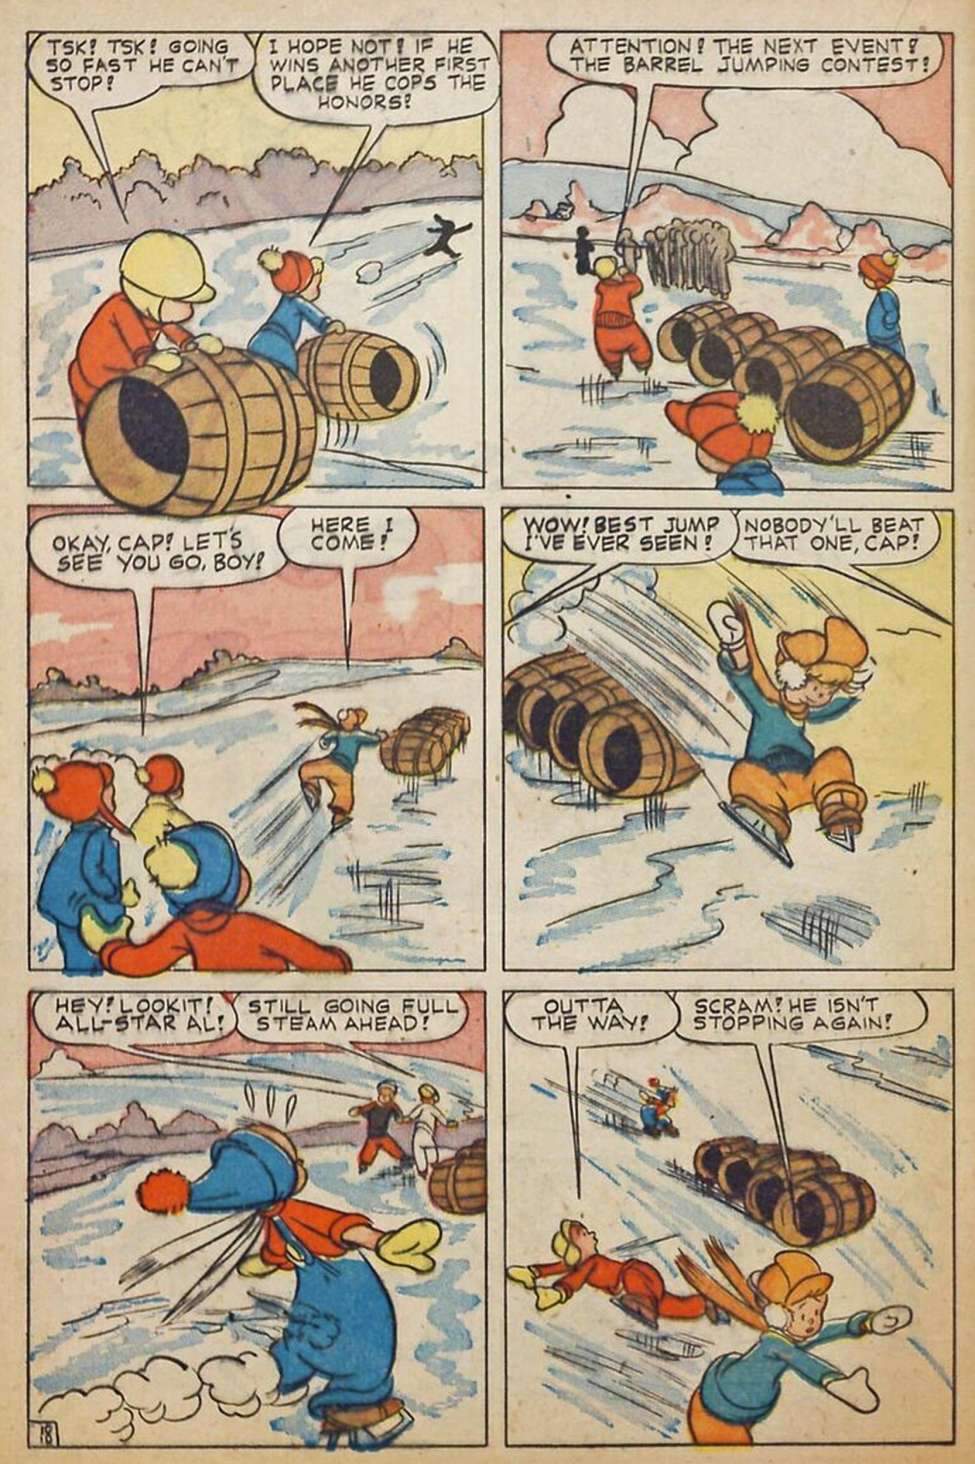 TSK! TSK! GOING
SO FAST HE CAN'T
STOP!
I HOPE NOT! IF HE
WINS ANOTHER FIRST
PLACE HE COPS THE
HONORS!
ATTENTION! THE NEXT EVENT!
THE BARREL JUMPING CONTEST!
OKAY, CAP! LET'S
SEE YOU GO, BOY!
HERE I
COME!
WOW! BEST JUMP
I'VE EVER SEEN!
NOBODY'LL BEAT
THAT ONE, CAP!
HEY! LOOKIT!
ALL-STAR AL!
STILL GOING FULL
STEAM AHEAD!
OUTTA
THE WAY!
SCRAM! HE ISN'T
STOPPING AGAIN!
18